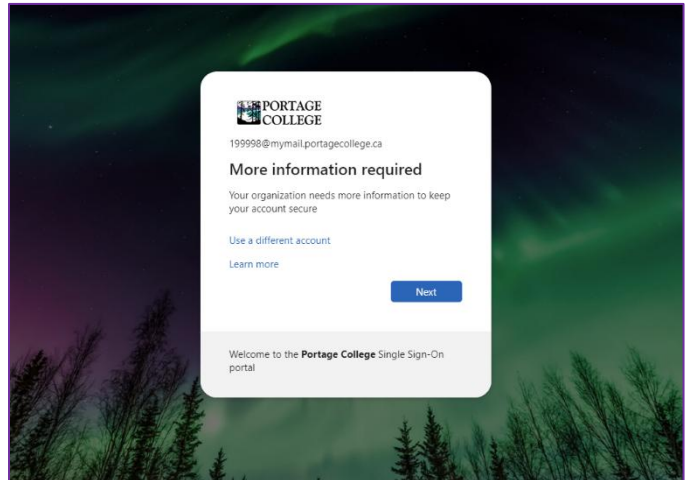 PORTAGE
COLLEGE
199998@mymail.portagecollege.ca
More information required
Your organization needs more information to keep
your account secure
Use a different account
Learn more
Next
Welcome to the Portage College Single Sign-On
portal